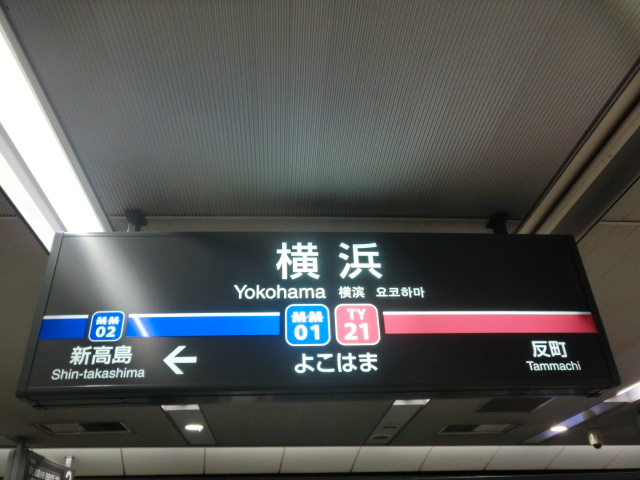 横浜
Yokohama 横滨 요코하마
MM 02
MM 01
TY 21
新高島
Shin-takashima
←
よこはま
反町
Tammachi